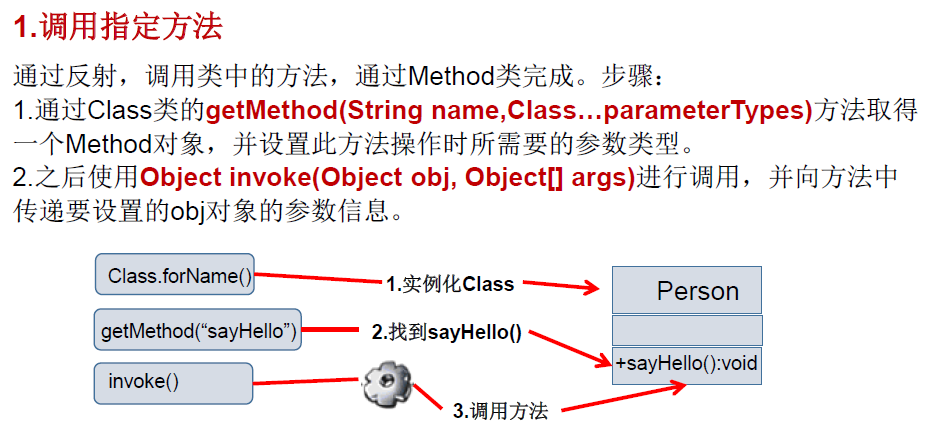 1.调用指定方法
通过反射，调用类中的方法，通过Method类完成。步骤：
1.通过Class类的getMethod(String name,Class…parameterTypes)方法取得
一个Method对象，并设置此方法操作时所需要的参数类型。
2.之后使用Object invoke(Object obj, Object[] args)进行调用，并向方法中
传递要设置的obj对象的参数信息。
Class.forName()
1.实例化Class
Person
getMethod(“sayHello”)
2.找到sayHello()
+sayHello():void
invoke()
3.调用方法